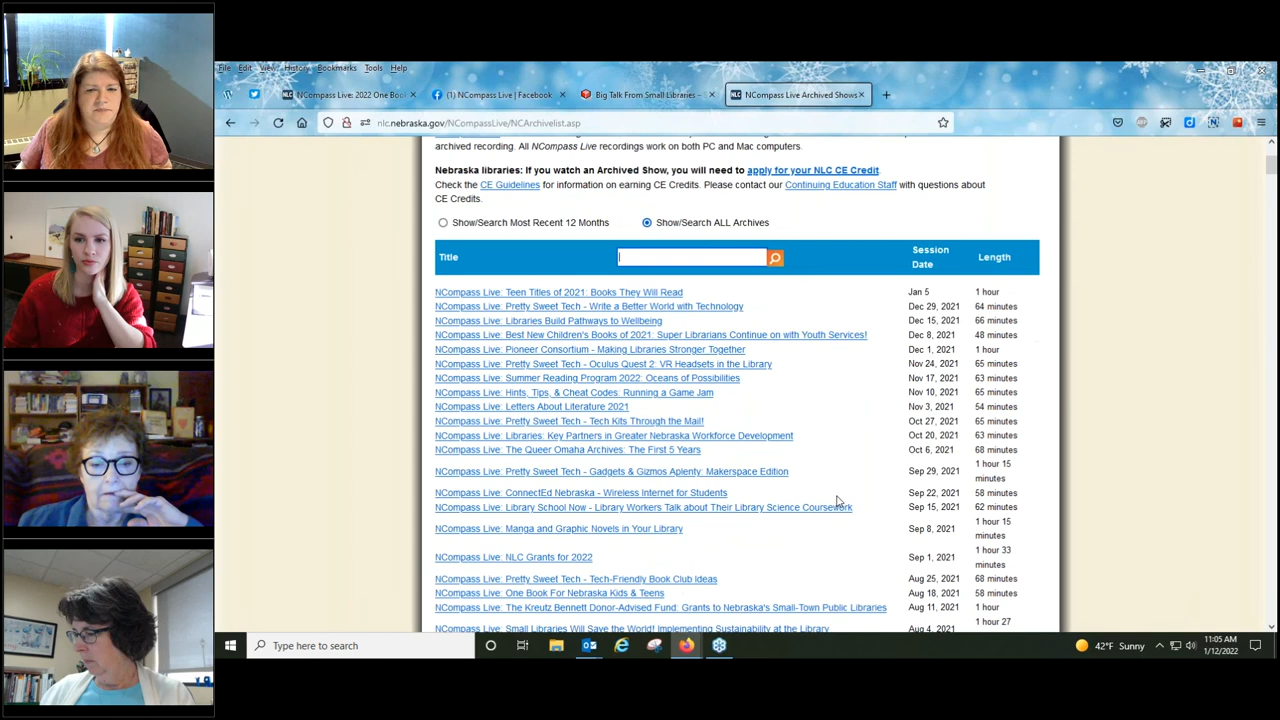 File Edit View History Bookmarks Tools Help
NCompass Live: 2022 One Bool
(1) NCompass Live | Facebook
Big Talk From Small Libraries –
NCompass Live Archived Shows
nlc.nebraska.gov/NCompassLive/NCArchivelist.asp
archived recording. All NCompass Live recordings work on both PC and Mac computers.
Nebraska libraries: If you watch an Archived Show, you will need to apply for your NLC CE Credit.
Check the CE Guidelines for information on earning CE Credits. Please contact our Continuing Education Staff with questions about
CE Credits.
Show/Search Most Recent 12 Months Show/Search ALL Archives
Title Session Date Length
NCompass Live: Teen Titles of 2021: Books They Will Read Jan 5 1 hour
NCompass Live: Pretty Sweet Tech - Write a Better World with Technology Dec 29, 2021 64 minutes
NCompass Live: Libraries Build Pathways to Wellbeing Dec 15, 2021 66 minutes
NCompass Live: Best New Children's Books of 2021: Super Librarians Continue on with Youth Services! Dec 8, 2021 48 minutes
NCompass Live: Pioneer Consortium - Making Libraries Stronger Together Dec 1, 2021 1 hour
NCompass Live: Pretty Sweet Tech - Oculus Quest 2: VR Headsets in the Library Nov 24, 2021 65 minutes
NCompass Live: Summer Reading Program 2022: Oceans of Possibilities Nov 17, 2021 63 minutes
NCompass Live: Hints, Tips, & Cheat Codes: Running a Game Jam Nov 10, 2021 65 minutes
NCompass Live: Letters About Literature 2021 Nov 3, 2021 54 minutes
NCompass Live: Pretty Sweet Tech - Tech Kits Through the Mail! Oct 27, 2021 65 minutes
NCompass Live: Libraries: Key Partners in Greater Nebraska Workforce Development Oct 20, 2021 63 minutes
NCompass Live: The Queer Omaha Archives: The First 5 Years Oct 6, 2021 68 minutes
NCompass Live: Pretty Sweet Tech - Gadgets & Gizmos Aplenty: Makerspace Edition Sep 29, 2021 1 hour 15 minutes
NCompass Live: ConnectEd Nebraska - Wireless Internet for Students Sep 22, 2021 58 minutes
NCompass Live: Library School Now - Library Workers Talk about Their Library Science Coursework Sep 15, 2021 62 minutes
NCompass Live: Manga and Graphic Novels in Your Library Sep 8, 2021 1 hour 15 minutes
NCompass Live: NLC Grants for 2022 Sep 1, 2021 1 hour 33 minutes
NCompass Live: Pretty Sweet Tech - Tech-Friendly Book Club Ideas Aug 25, 2021 68 minutes
NCompass Live: One Book For Nebraska Kids & Teens Aug 18, 2021 58 minutes
NCompass Live: The Kreutz Bennett Donor-Advised Fund: Grants to Nebraska's Small-Town Public Libraries Aug 11, 2021 1 hour
NCompass Live: Small Libraries Will Save the World! Implementing Sustainability at the Library Aug 4, 2021 1 hour 27
Type here to search
42°F Sunny
11:05 AM
1/12/2022